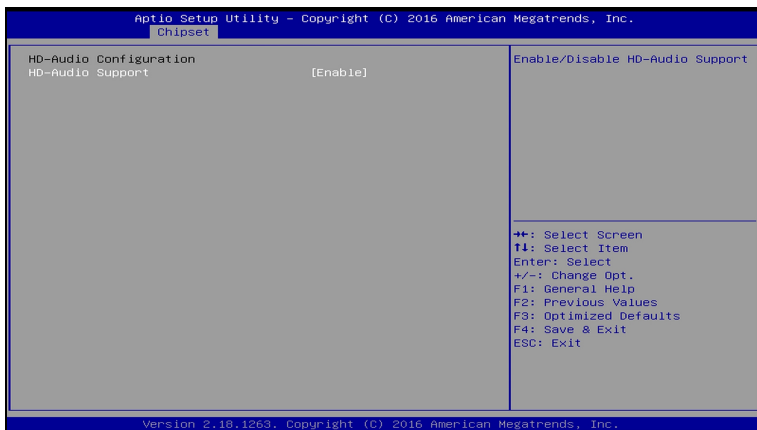 Aptio Setup Utility – Copyright (C) 2016 American Megatrends, Inc.
Chipset
HD-Audio Configuration
HD-Audio Support [Enable]
Enable/Disable HD-Audio Support
→←: Select Screen
↑↓: Select Item
Enter: Select
+/-: Change Opt.
F1: General Help
F2: Previous Values
F3: Optimized Defaults
F4: Save & Exit
ESC: Exit
Version 2.18.1263. Copyright (C) 2016 American Megatrends, Inc.